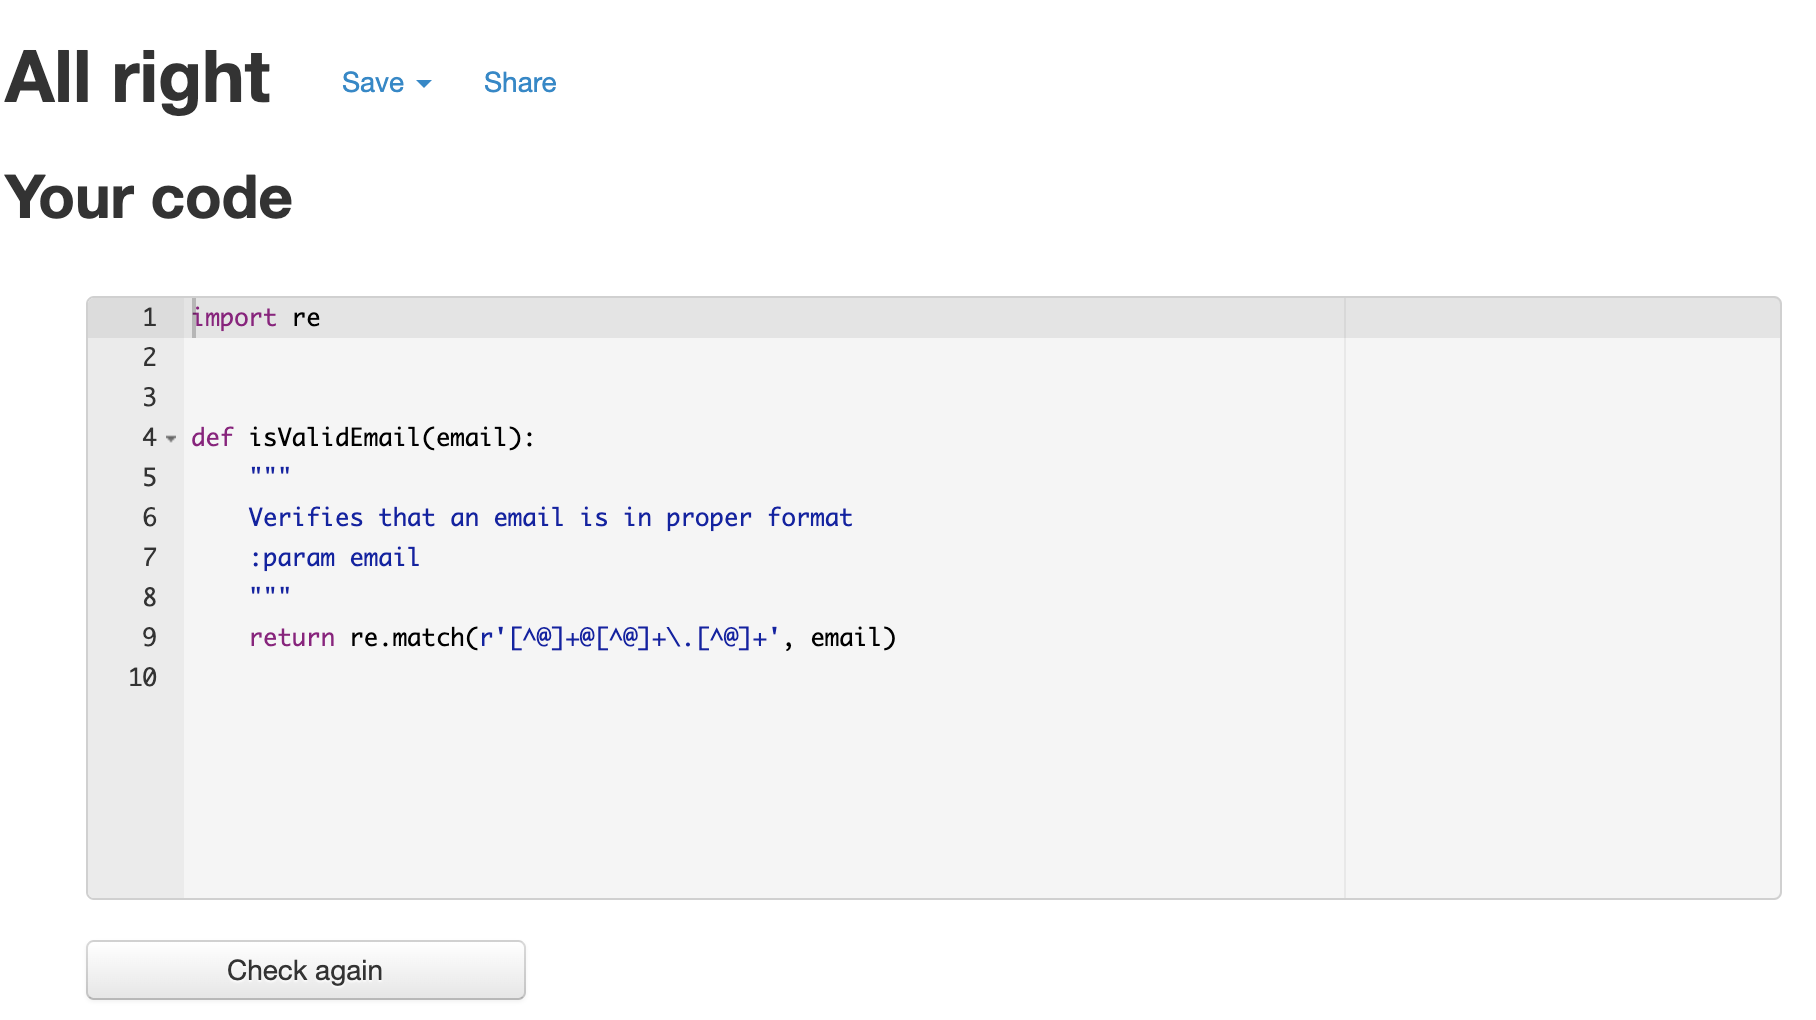 All right Save Share
Your code
1 import re
2
3
4 def isValidEmail(email):
5     """
6     Verifies that an email is in proper format
7     :param email
8     """
9     return re.match(r'[^@]+@[^@]+\.[^@]+', email)
10
Check again